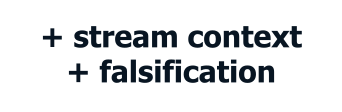 + stream context
+ falsification